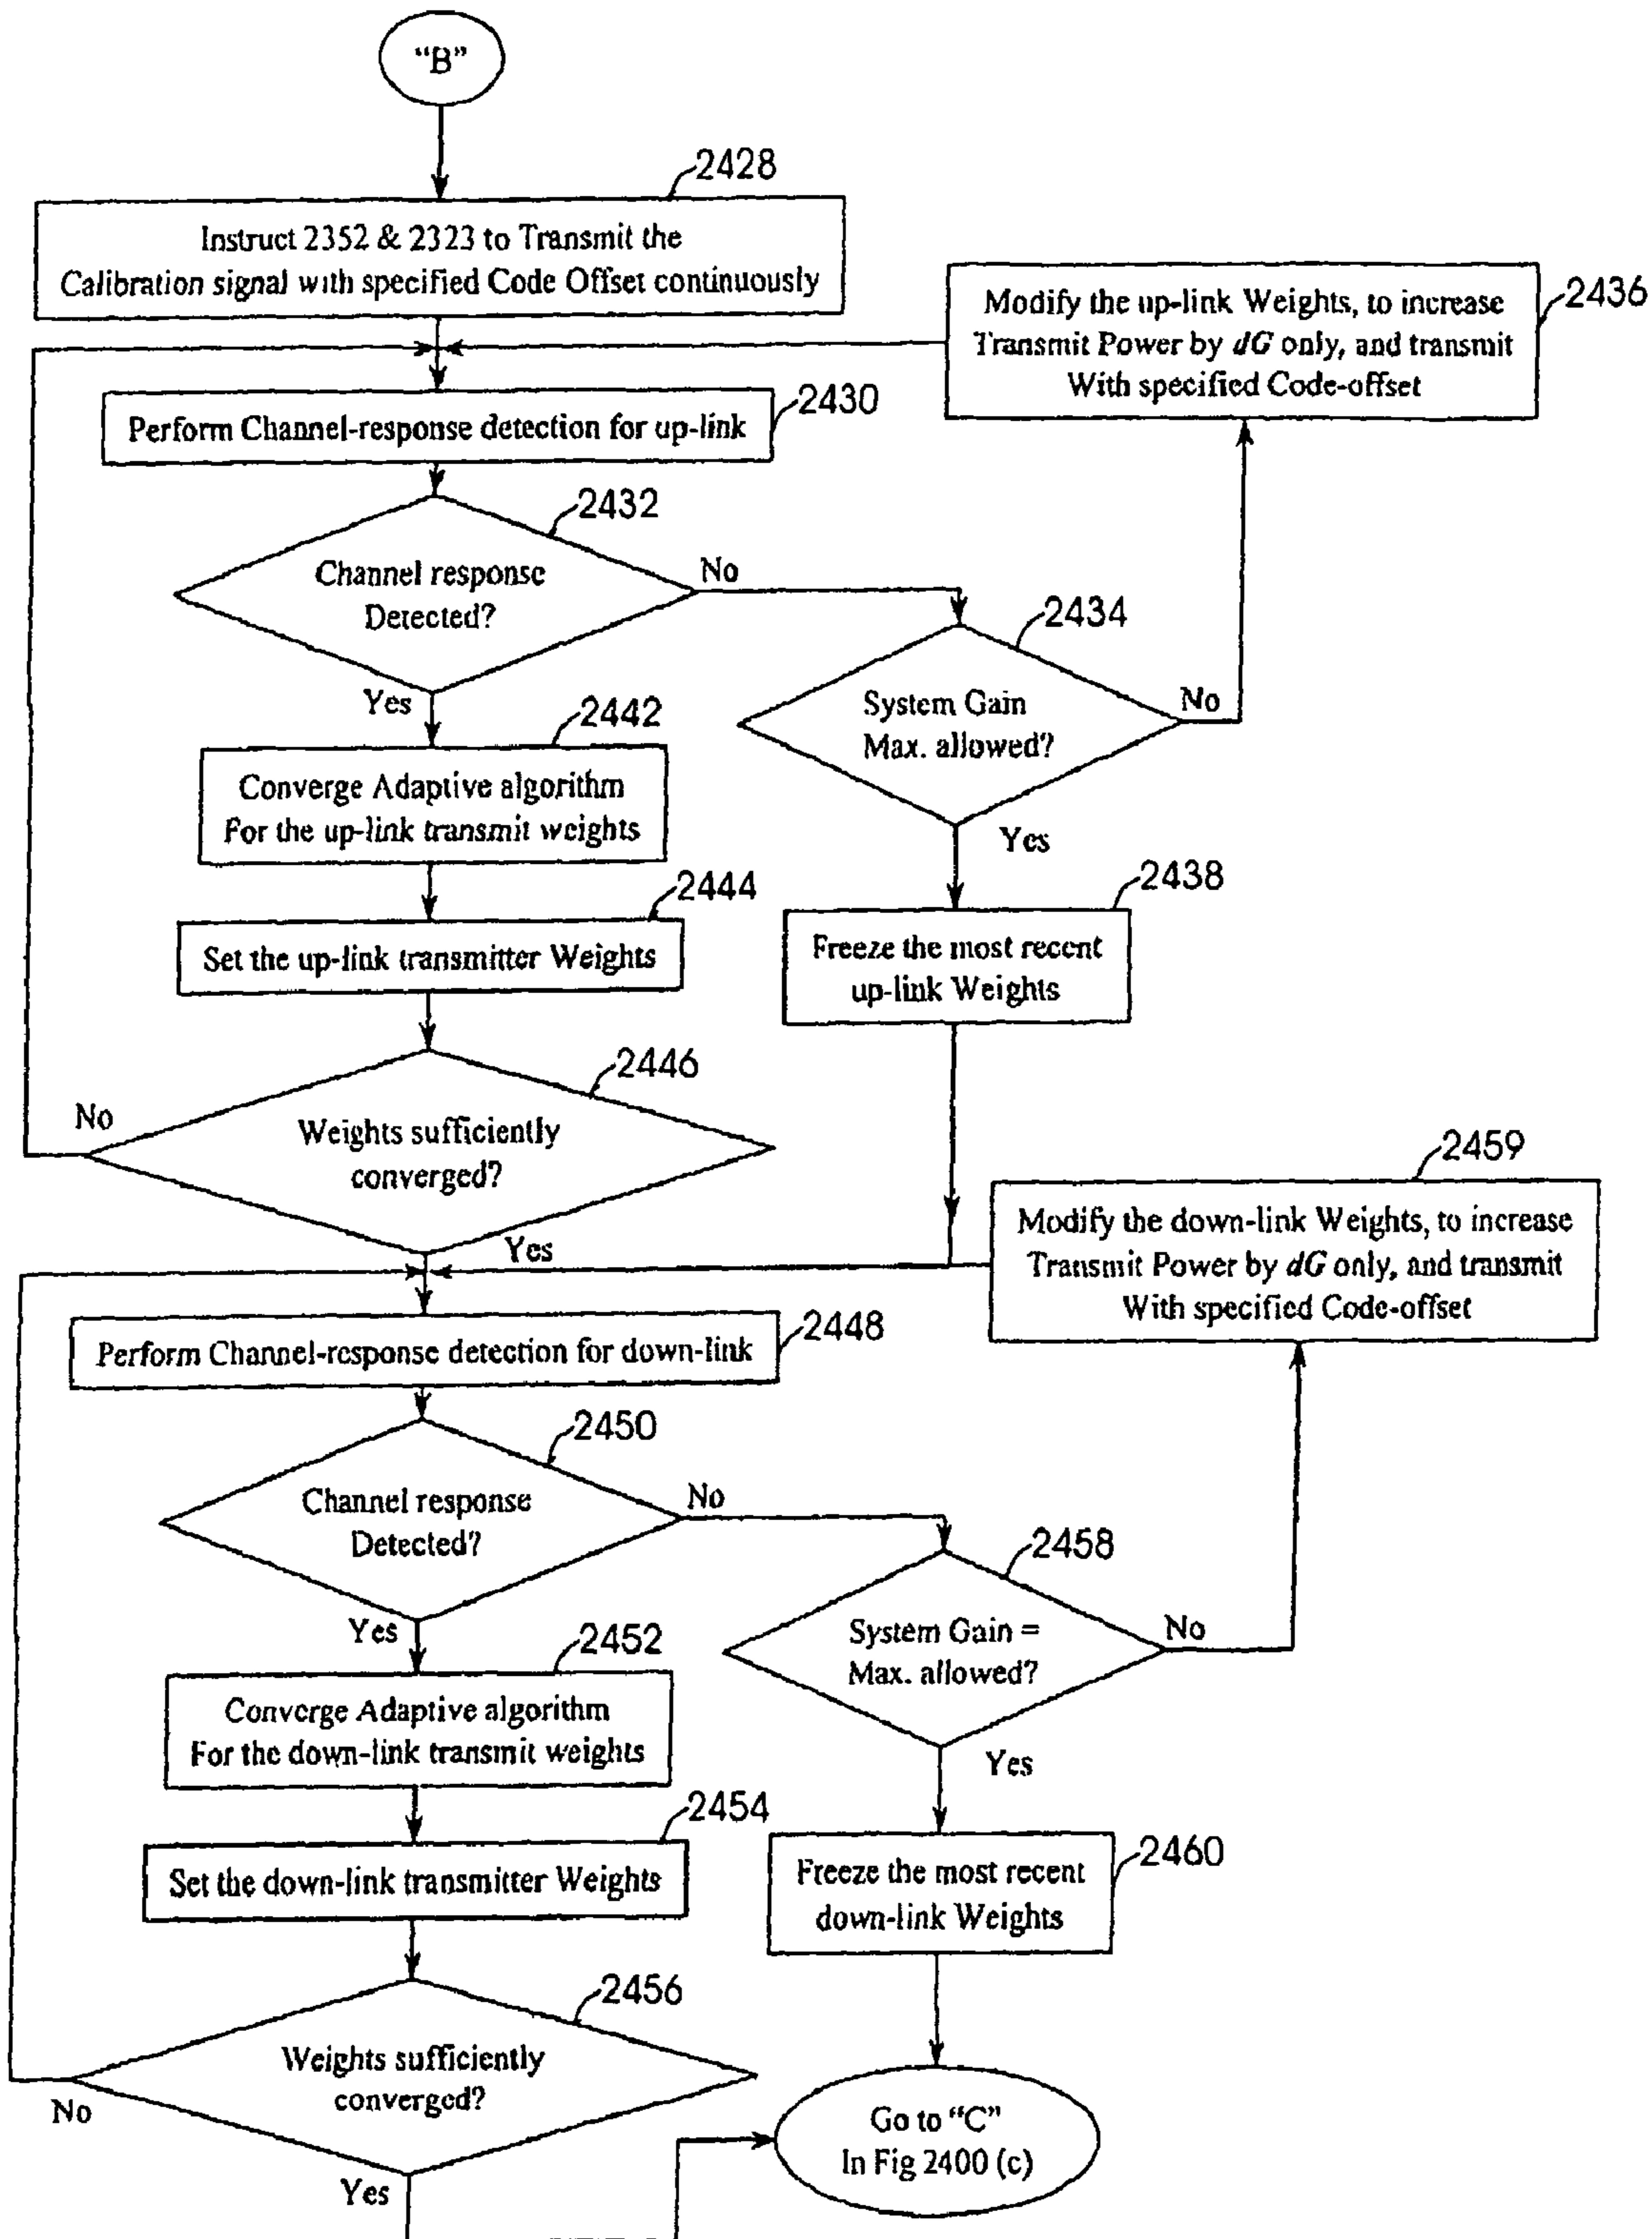 “B”
2428
Instruct 2352 & 2323 to Transmit the
Calibration signal with specified Code Offset continuously
2436
Modify the up-link Weights, to increase
Transmit Power by dG only, and transmit
With specified Code-offset
2430
Perform Channel-response detection for up-link
2432
Channel response
Detected?
No
Yes
2434
System Gain
Max. allowed?
No
Yes
2442
Converge Adaptive algorithm
For the up-link transmit weights
2438
Freeze the most recent
up-link Weights
2444
Set the up-link transmitter Weights
2446
Weights sufficiently
converged?
No
Yes
2459
Modify the down-link Weights, to increase
Transmit Power by dG only, and transmit
With specified Code-offset
2448
Perform Channel-response detection for down-link
2450
Channel response
Detected?
No
Yes
2458
System Gain =
Max. allowed?
No
Yes
2452
Converge Adaptive algorithm
For the down-link transmit weights
2454
Set the down-link transmitter Weights
2460
Freeze the most recent
down-link Weights
2456
Weights sufficiently
converged?
No
Yes
Go to “C”
In Fig 2400 (c)